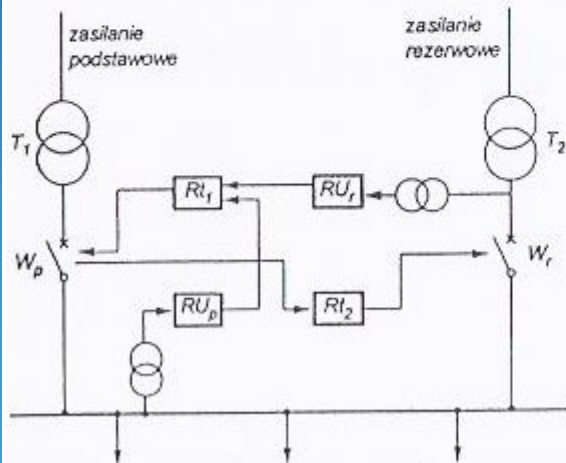 zasilanie
podstawowe
zasilanie
rezerwowe
T₁
T₂
Rt₁
RUᵣ
Wₚ
Wᵣ
RUₚ
Rt₂